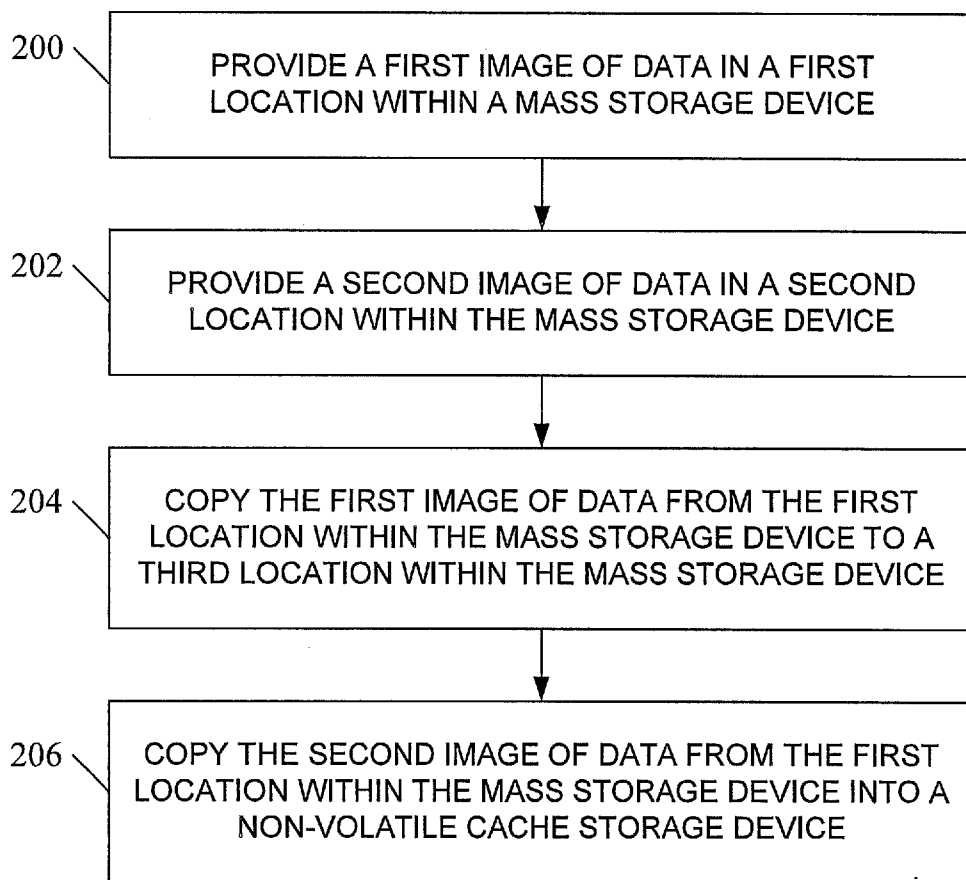 200
PROVIDE A FIRST IMAGE OF DATA IN A FIRST
LOCATION WITHIN A MASS STORAGE DEVICE
202
PROVIDE A SECOND IMAGE OF DATA IN A SECOND
LOCATION WITHIN THE MASS STORAGE DEVICE
204
COPY THE FIRST IMAGE OF DATA FROM THE FIRST
LOCATION WITHIN THE MASS STORAGE DEVICE TO A
THIRD LOCATION WITHIN THE MASS STORAGE DEVICE
206
COPY THE SECOND IMAGE OF DATA FROM THE FIRST
LOCATION WITHIN THE MASS STORAGE DEVICE INTO A
NON-VOLATILE CACHE STORAGE DEVICE